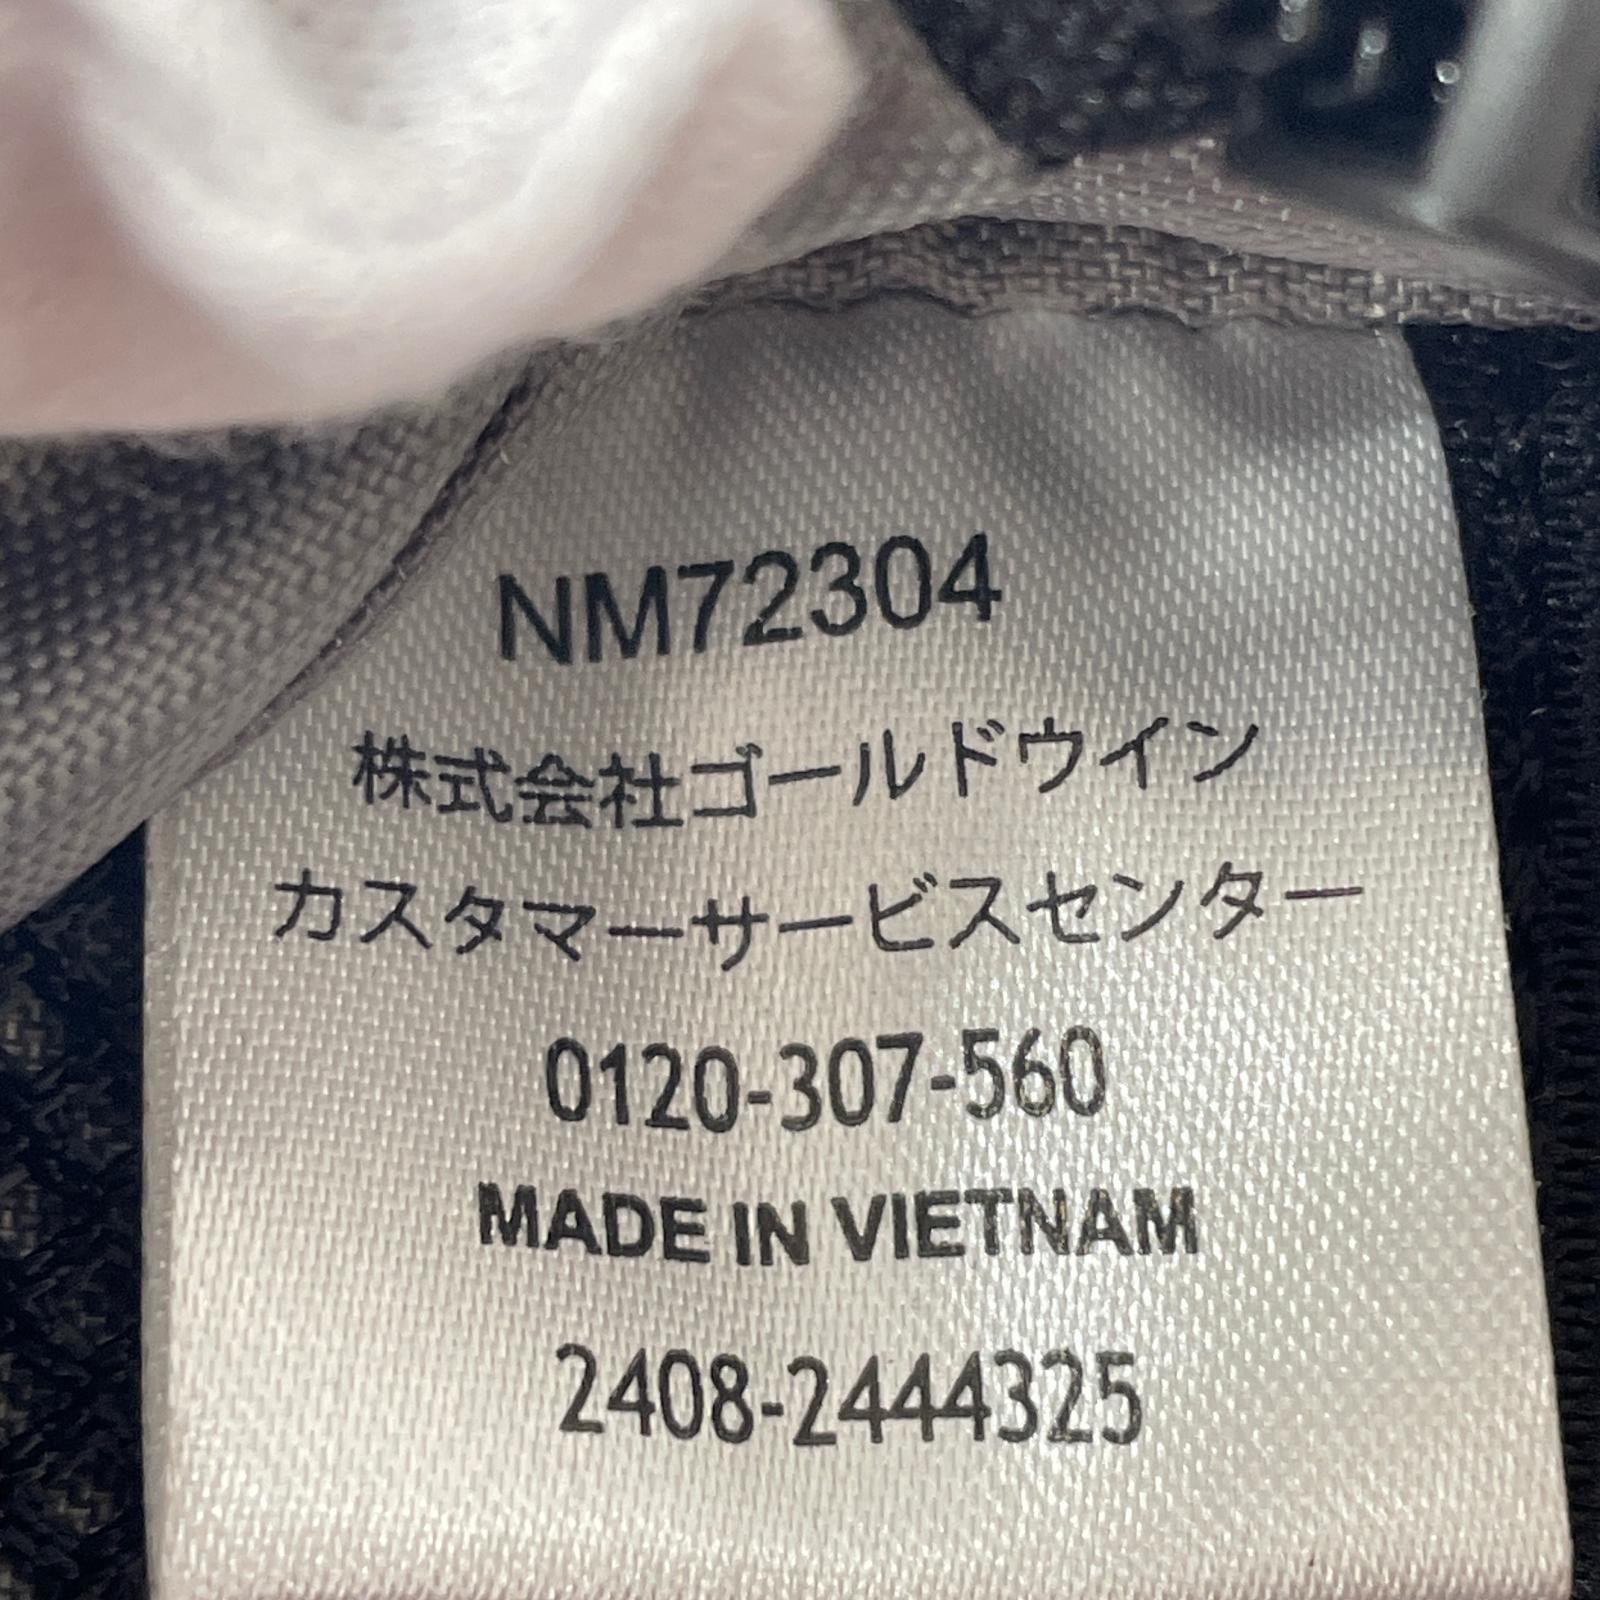 NM72304
株式会社ゴールドウイン
カスタマーサービスセンター
0120-307-560
MADE IN VIETNAM
2408-2444325